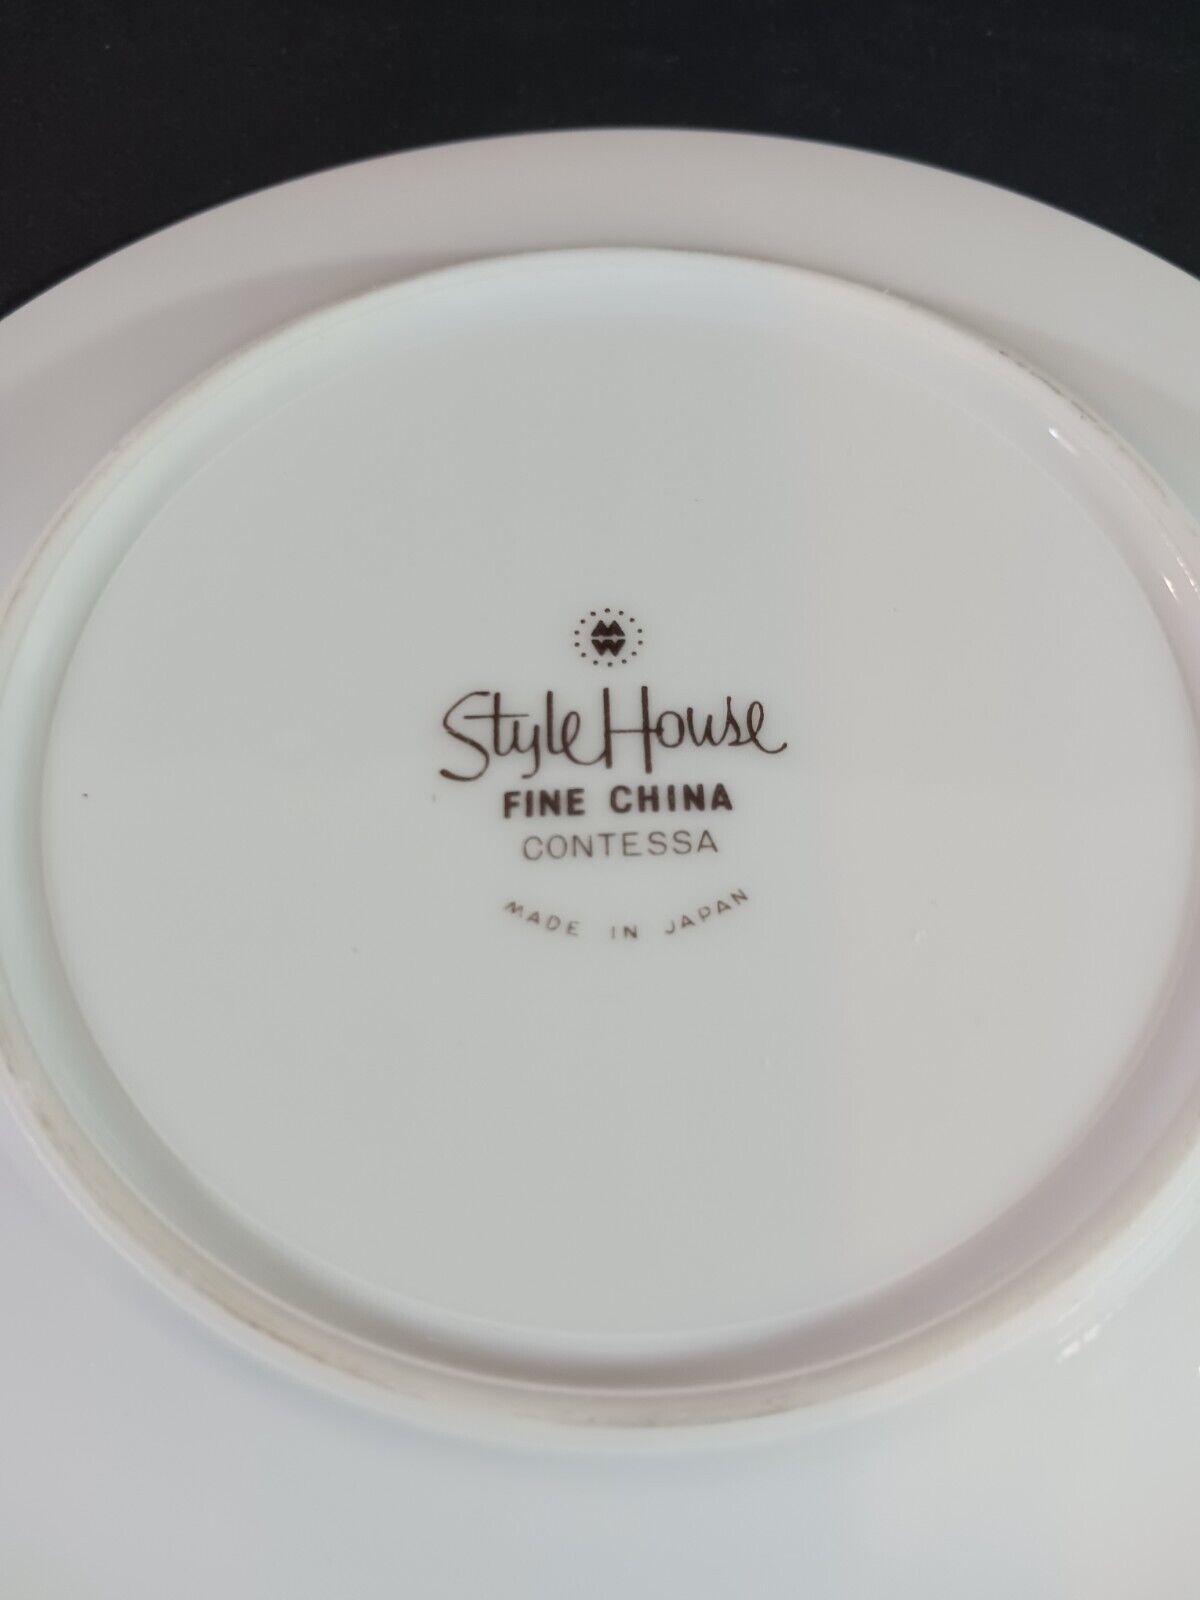 MW
Style House
FINE CHINA
CONTESSA
MADE IN JAPAN